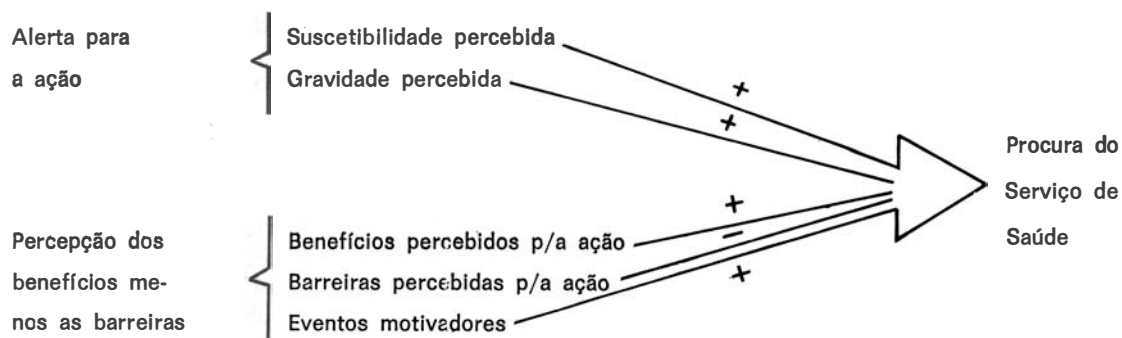 Alerta para
a ação
Suscetibilidade percebida
Gravidade percebida
+
+
Procura do
Serviço de
Saúde
Percepção dos
benefícios me-
nos as barreiras
Benefícios percebidos p/a ação
Barreiras percebidas p/a ação
Eventos motivadores
+
−
+